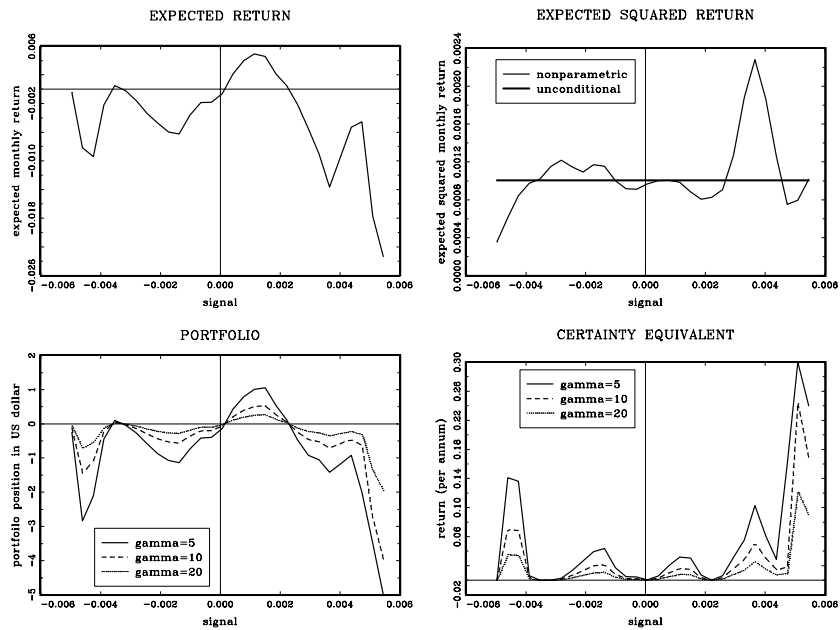 EXPECTED RETURN
expected monthly return
0.006
-0.002
-0.010
-0.018
-0.026
-0.006
-0.004
-0.002
0.000
0.002
0.004
0.006
signal
EXPECTED SQUARED RETURN
expected squared monthly return
0.0024
0.0020
0.0016
0.0012
0.0008
0.0004
0.0000
nonparametric
unconditional
-0.006
-0.004
-0.002
0.000
0.002
0.004
0.006
signal
PORTFOLIO
portfolio position in US dollar
2
1
0
-1
-2
-3
-4
-5
gamma=5
gamma=10
gamma=20
-0.006
-0.004
-0.002
0.000
0.002
0.004
0.006
signal
CERTAINTY EQUIVALENT
return (per annum)
0.30
0.26
0.22
0.18
0.14
0.10
0.06
-0.02
gamma=5
gamma=10
gamma=20
-0.006
-0.004
-0.002
0.000
0.002
0.004
0.006
signal